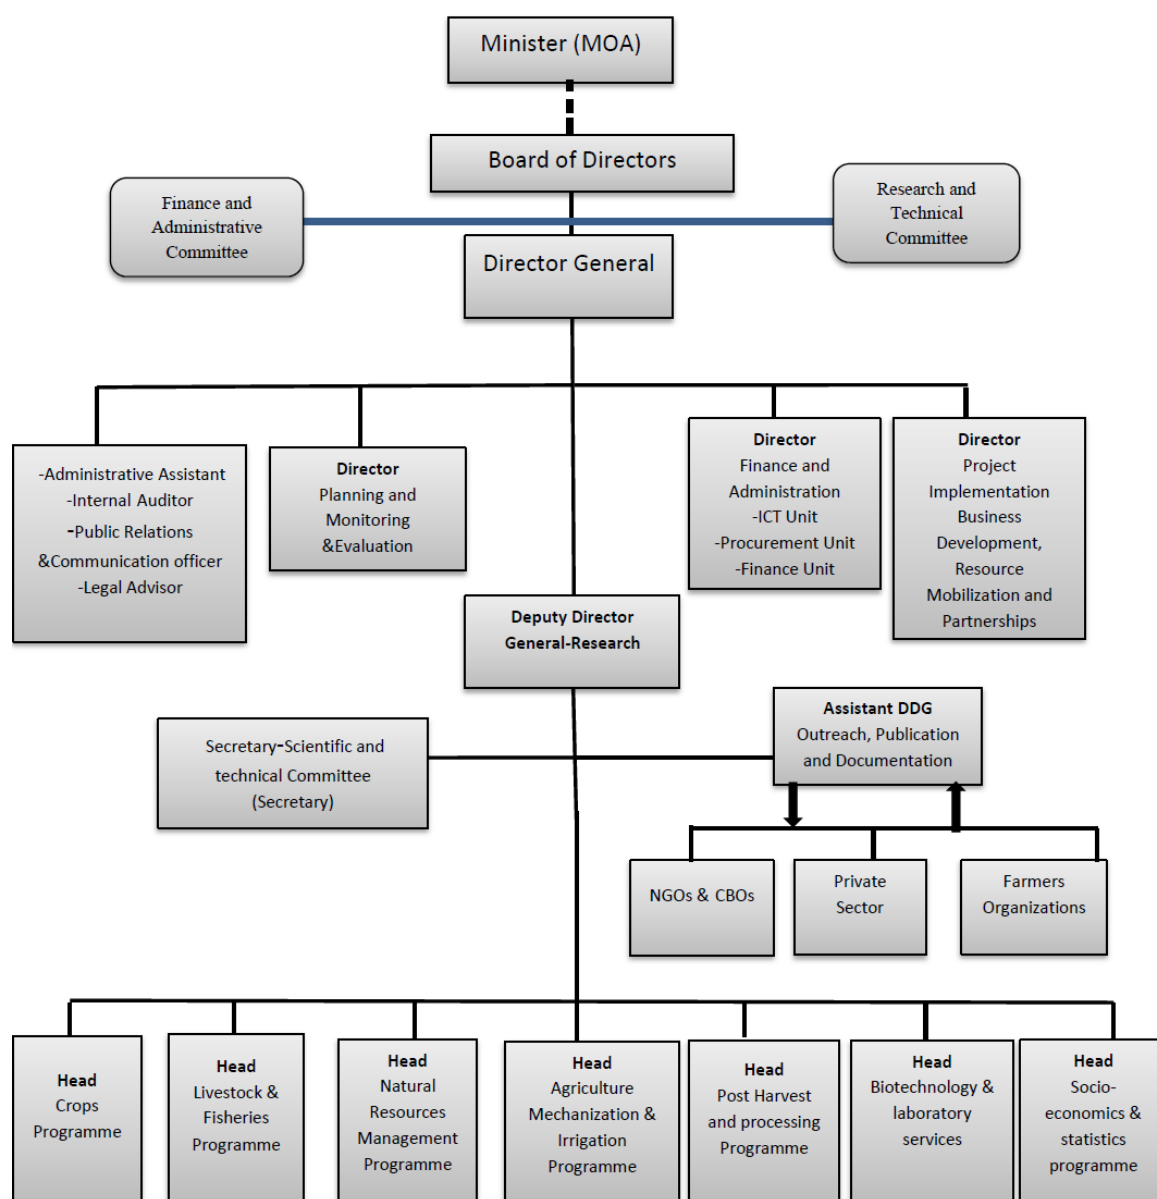 Minister (MOA)
Board of Directors
Finance and
Administrative
Committee
Research and
Technical
Committee
Director General
-Administrative Assistant
-Internal Auditor
-Public Relations
&Communication officer
-Legal Advisor
Director
Planning and
Monitoring
&Evaluation
Director
Finance and
Administration
-ICT Unit
-Procurement Unit
-Finance Unit
Director
Project
Implementation
Business
Development,
Resource
Mobilization and
Partnerships
Deputy Director
General-Research
Secretary-Scientific and
technical Committee
(Secretary)
Assistant DDG
Outreach, Publication
and Documentation
NGOs & CBOs
Private
Sector
Farmers
Organizations
Head
Crops
Programme
Head
Livestock &
Fisheries
Programme
Head
Natural
Resources
Management
Programme
Head
Agriculture
Mechanization &
Irrigation
Programme
Head
Post Harvest
and processing
Programme
Head
Biotechnology &
laboratory
services
Head
Socio-
economics &
statistics
programme